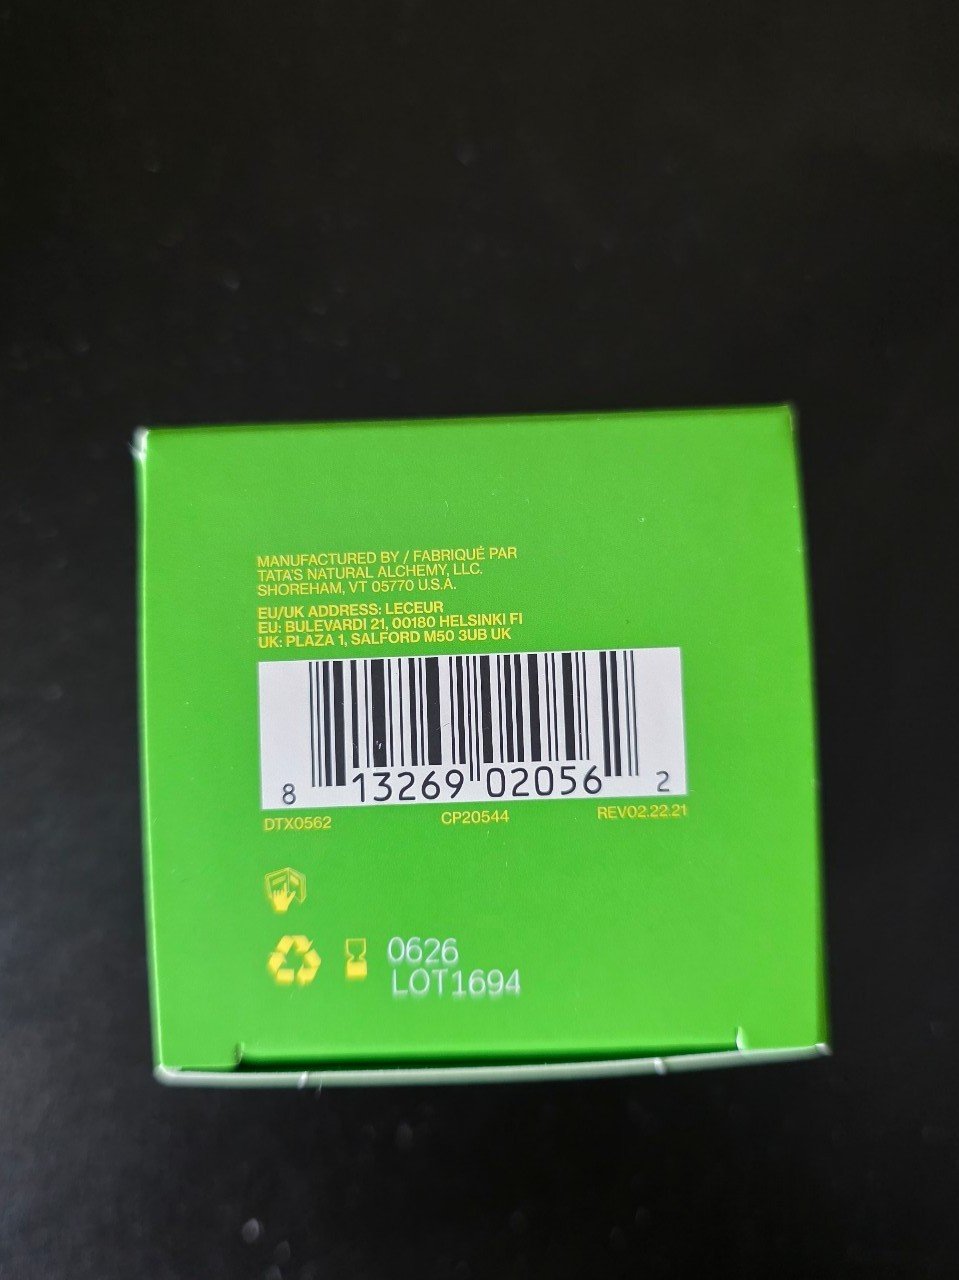 MANUFACTURED BY / FABRIQUÉ PAR
TATA'S NATURAL ALCHEMY, LLC.
SHOREHAM, VT 05770 U.S.A.
EU/UK ADDRESS: LECEUR
EU: BULEVARDI 21, 00180 HELSINKI FI
UK: PLAZA 1, SALFORD M50 3UB UK
8 13269 02056 2
DTX0562 CP20544 REV02.22.21
0626
LOT1694